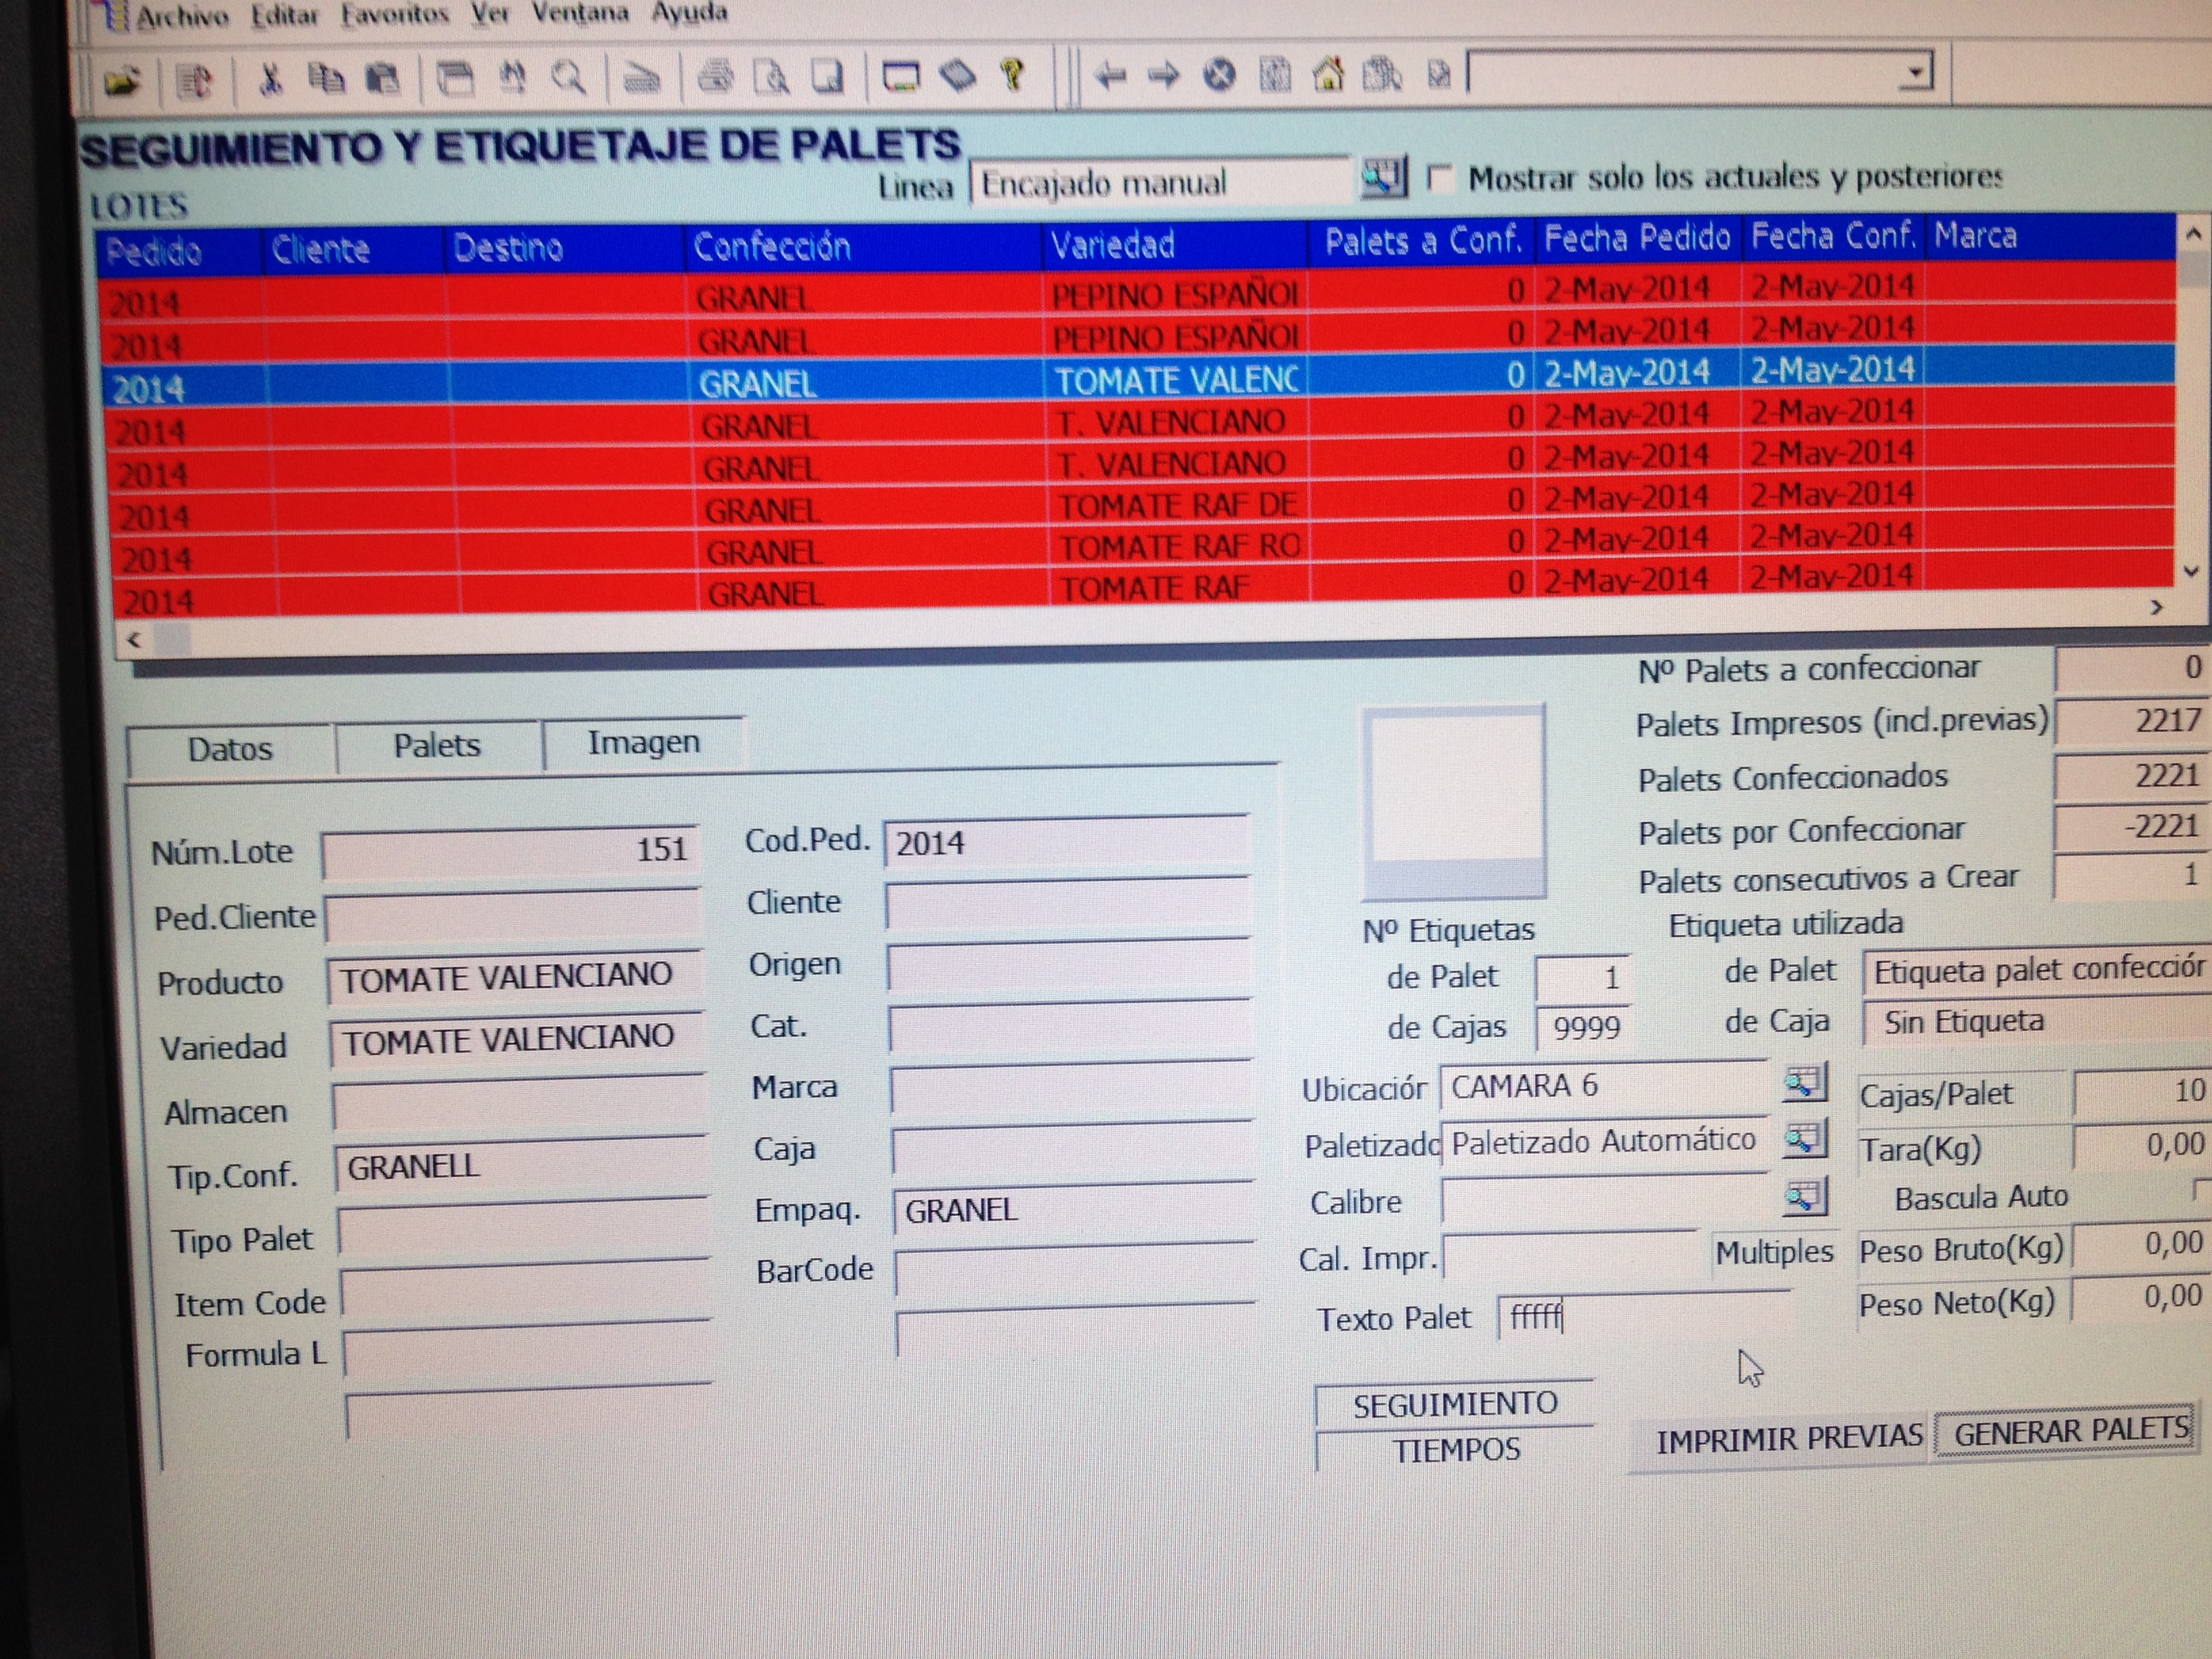 Archivo Editar Favoritos Ver Ventana Ayuda
SEGUIMIENTO Y ETIQUETAJE DE PALETS
Linea Encajado manual Mostrar solo los actuales y posteriores
LOTES
Pedido Cliente Destino Confección Variedad Palets a Conf. Fecha Pedido Fecha Conf. Marca
2014 GRANEL PEPINO ESPAÑOl 0 2-May-2014 2-May-2014
2014 GRANEL PEPINO ESPAÑOl 0 2-May-2014 2-May-2014
2014 GRANEL TOMATE VALENC 0 2-May-2014 2-May-2014
2014 GRANEL T. VALENCIANO 0 2-May-2014 2-May-2014
2014 GRANEL T. VALENCIANO 0 2-May-2014 2-May-2014
2014 GRANEL TOMATE RAF DE 0 2-May-2014 2-May-2014
2014 GRANEL TOMATE RAF RO 0 2-May-2014 2-May-2014
2014 GRANEL TOMATE RAF 0 2-May-2014 2-May-2014
Nº Palets a confeccionar 0
Palets Impresos (incl.previas) 2217
Palets Confeccionados 2221
Palets por Confeccionar -2221
Palets consecutivos a Crear 1
Datos Palets Imagen
Núm.Lote 151
Ped.Cliente
Producto TOMATE VALENCIANO
Variedad TOMATE VALENCIANO
Almacen
Tip.Conf. GRANELL
Tipo Palet
Item Code
Formula L
Cod.Ped. 2014
Cliente
Origen
Cat.
Marca
Caja
Empaq. GRANEL
BarCode
Nº Etiquetas Etiqueta utilizada
de Palet 1 de Palet Etiqueta palet confecciór
de Cajas 9999 de Caja Sin Etiqueta
Ubicaciór CAMARA 6 Cajas/Palet 10
Paletizado Paletizado Automático Tara(Kg) 0,00
Calibre Bascula Auto
Cal. Impr. Multiples Peso Bruto(Kg) 0,00
Texto Palet fffff Peso Neto(Kg) 0,00
SEGUIMIENTO
TIEMPOS
IMPRIMIR PREVIAS GENERAR PALETS